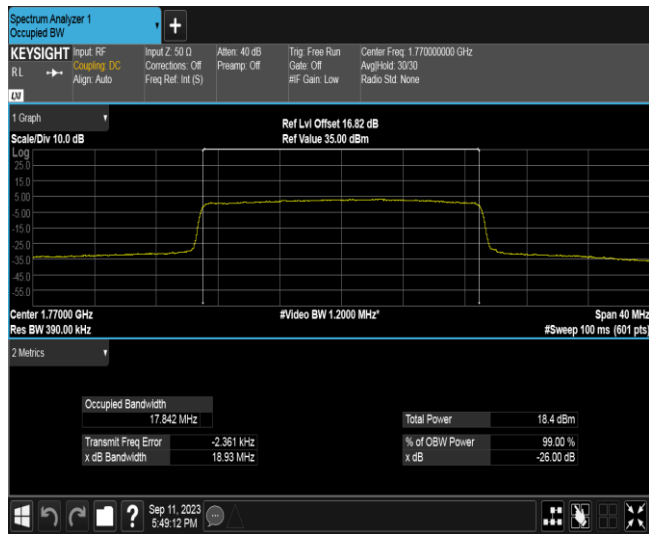 Spectrum Analyzer 1
Occupied BW
+
KEYSIGHT
RL
LXI
Input: RF
Coupling: DC
Align: Auto
Input Z: 50 Ω
Corrections: Off
Freq Ref: Int (S)
Atten: 40 dB
Preamp: Off
Trig: Free Run
Gate: Off
#IF Gain: Low
Center Freq: 1.770000000 GHz
Avg|Hold: 30/30
Radio Std: None
1 Graph
Scale/Div 10.0 dB
Ref Lvl Offset 16.82 dB
Ref Value 35.00 dBm
Log
25.0
15.0
5.00
-5.00
-15.0
-25.0
-35.0
-45.0
-55.0
Center 1.77000 GHz
Res BW 390.00 kHz
#Video BW 1.2000 MHz*
Span 40 MHz
#Sweep 100 ms (601 pts)
2 Metrics
Occupied Bandwidth
17.842 MHz
Transmit Freq Error -2.361 kHz
x dB Bandwidth 18.93 MHz
Total Power 18.4 dBm
% of OBW Power 99.00 %
x dB -26.00 dB
?
Sep 11, 2023
5:49:12 PM